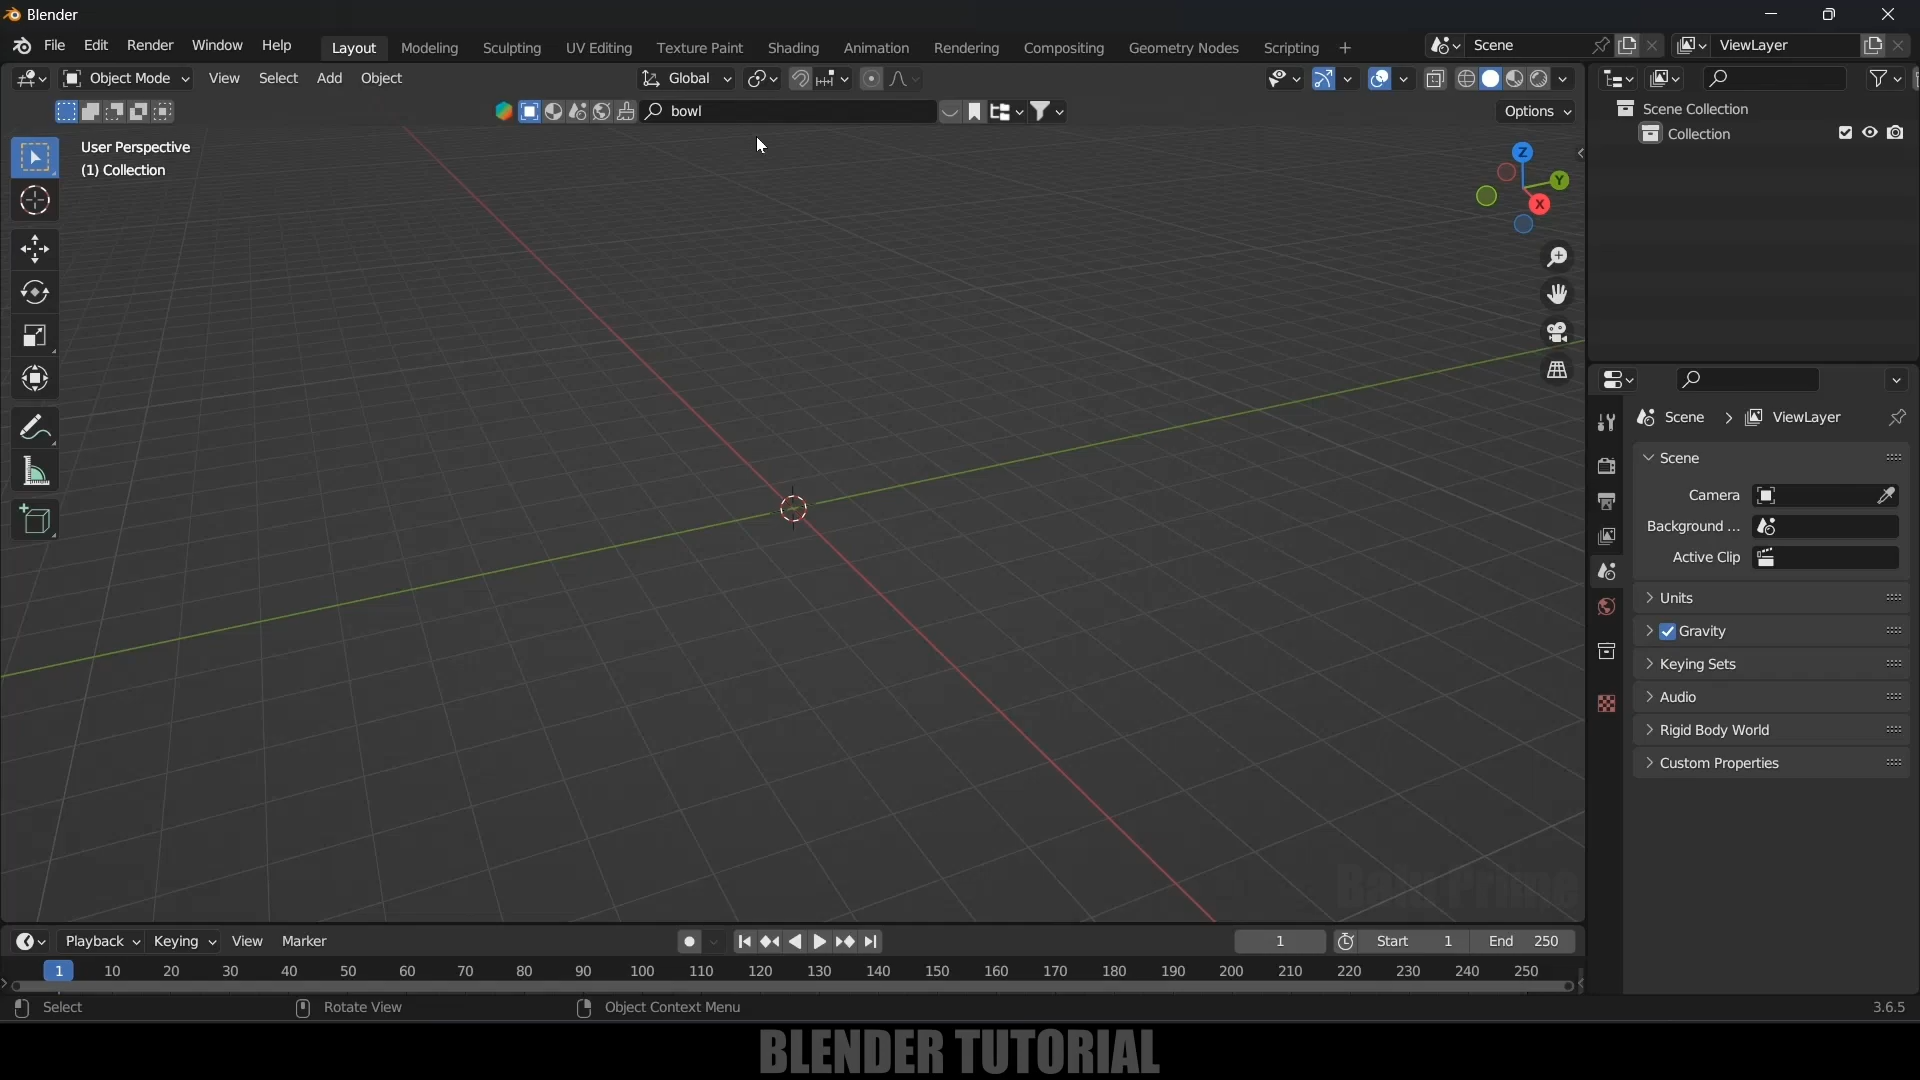 Blender
File Edit Render Window Help Layout Modeling Sculpting UV Editing Texture Paint Shading Animation Rendering Compositing Geometry Nodes Scripting + Scene ViewLayer
Object Mode View Select Add Object Global
bowl Options
User Perspective
(1) Collection
Z
Y
X
Scene Collection
Collection
Scene > ViewLayer
Scene
Camera
Background ...
Active Clip
Units
Gravity
Keying Sets
Audio
Rigid Body World
Custom Properties
Batu Prime
Playback Keying View Marker 1 Start 1 End 250
1 10 20 30 40 50 60 70 80 90 100 110 120 130 140 150 160 170 180 190 200 210 220 230 240 250
Select Rotate View Object Context Menu 3.6.5
BLENDER TUTORIAL